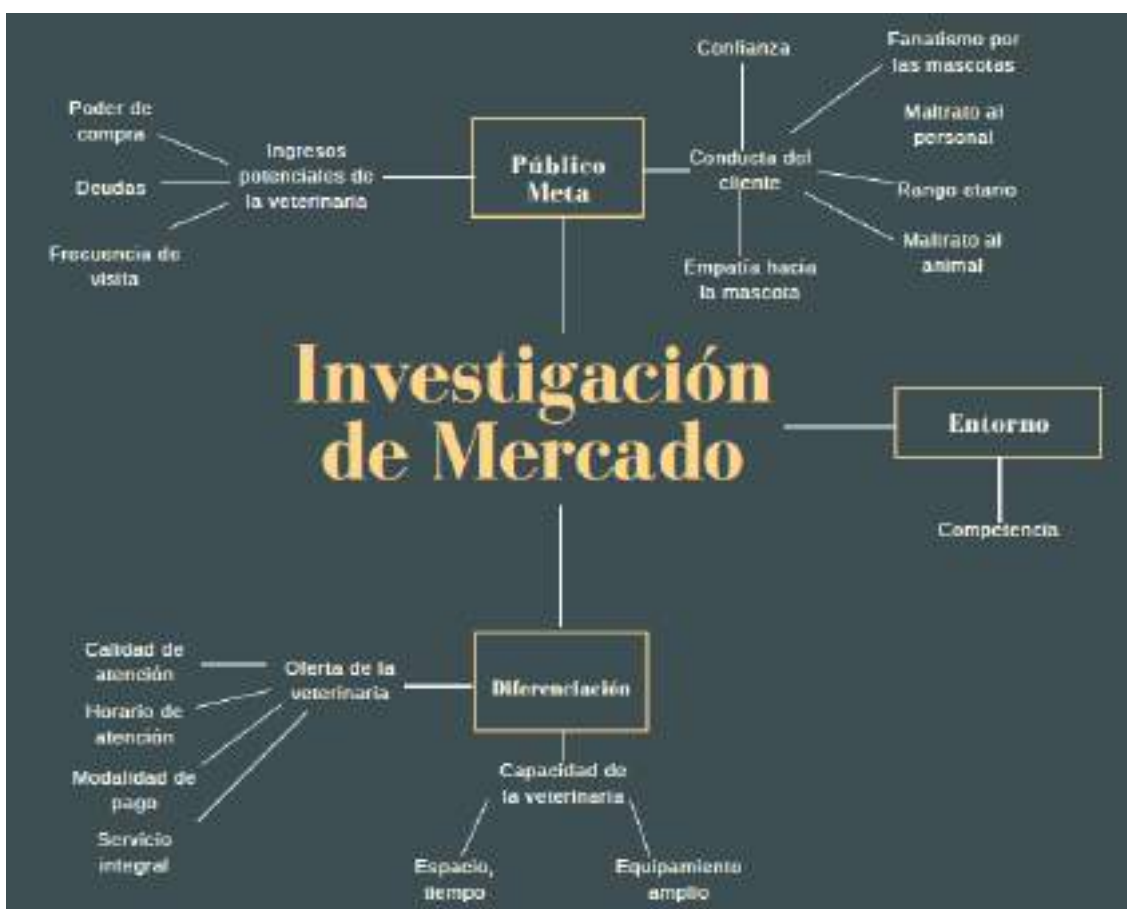 Confianza
Fanatismo por
las mascotas
Poder de
compra
Maltrato al
personal
Ingresos
potenciales de
la veterinaria
Público
Meta
Conducta del
cliente
Deudas
Rango etario
Frecuencia de
visita
Maltrato al
animal
Empatía hacia
la mascota
Investigación
de Mercado
Entorno
Competencia
Calidad de
atención
Oferta de la
veterinaria
Diferenciación
Horario de
atención
Modalidad de
pago
Capacidad de
la veterinaria
Servicio
integral
Espacio,
tiempo
Equipamiento
amplio